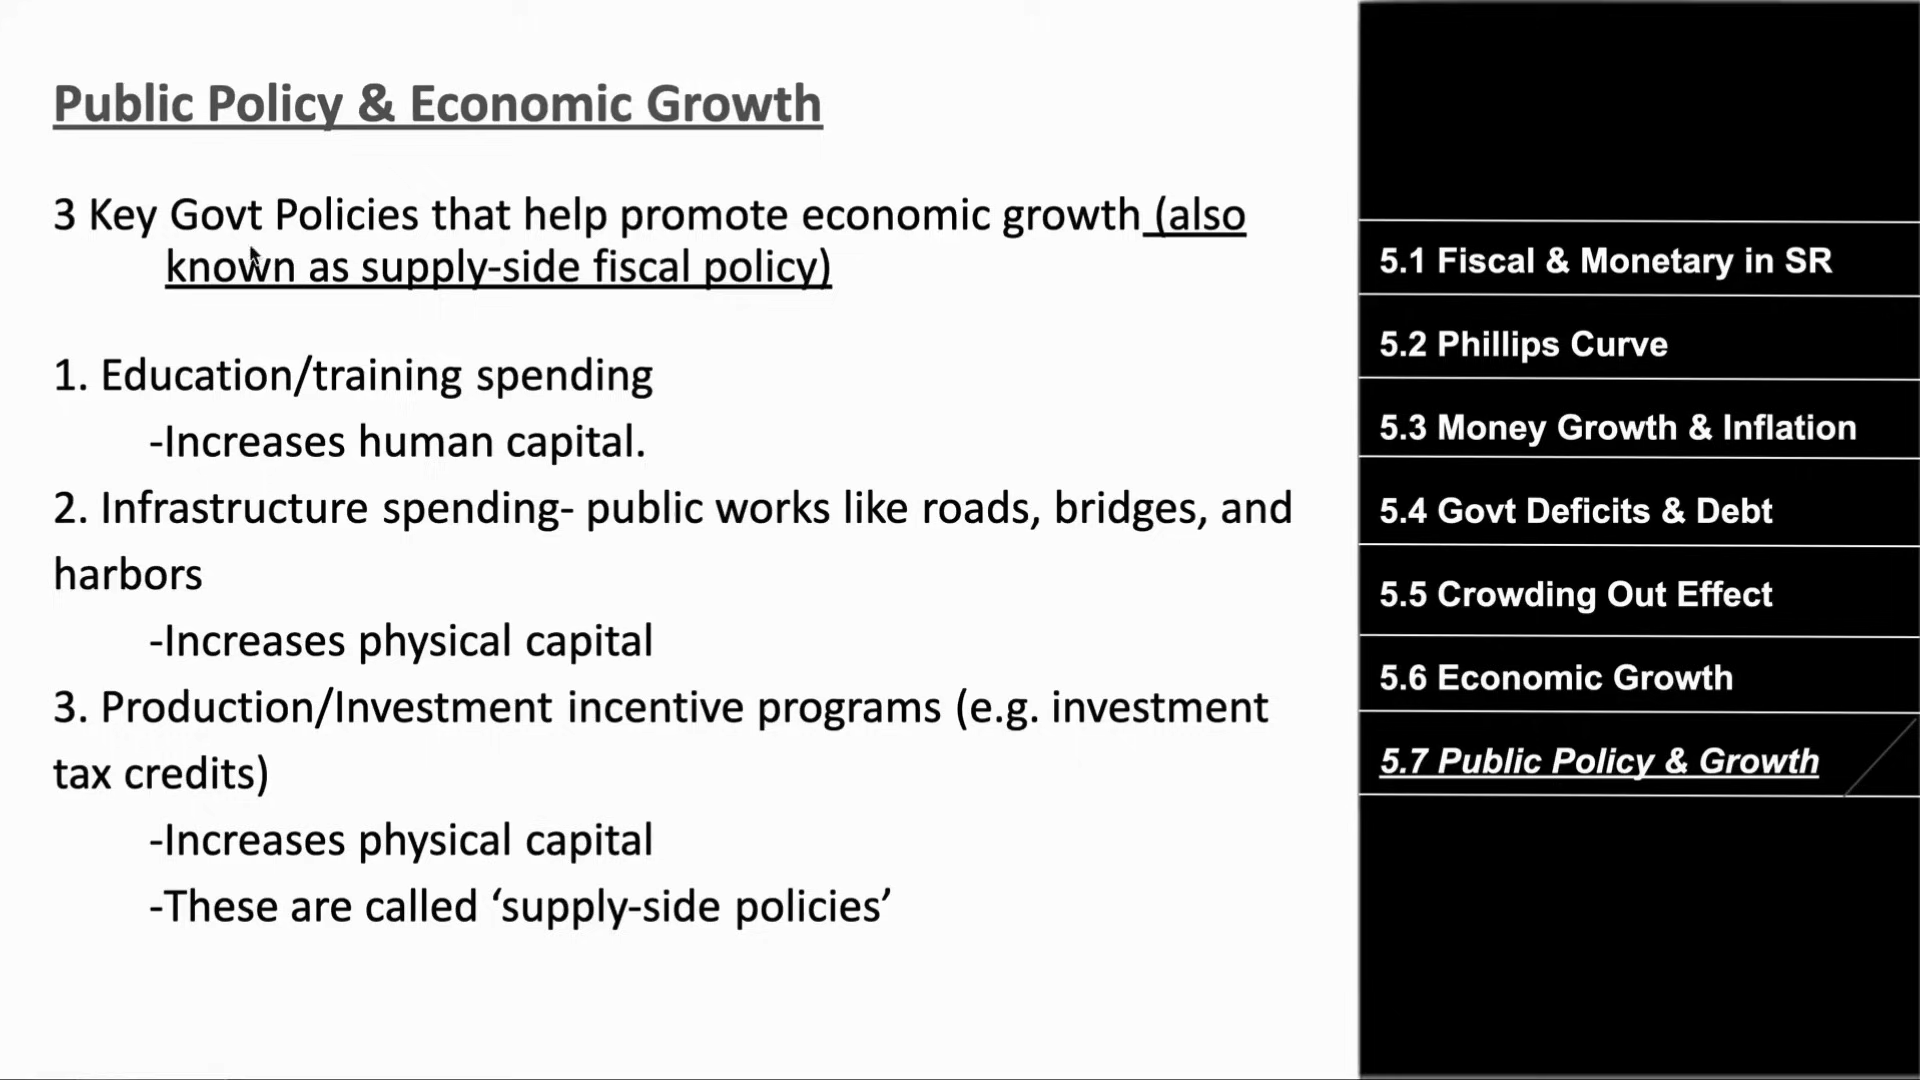 Public Policy & Economic Growth
3 Key Govt Policies that help promote economic growth (also
known as supply-side fiscal policy)
1. Education/training spending
-Increases human capital.
2. Infrastructure spending- public works like roads, bridges, and
harbors
-Increases physical capital
3. Production/Investment incentive programs (e.g. investment
tax credits)
-Increases physical capital
-These are called ‘supply-side policies’
5.1 Fiscal & Monetary in SR
5.2 Phillips Curve
5.3 Money Growth & Inflation
5.4 Govt Deficits & Debt
5.5 Crowding Out Effect
5.6 Economic Growth
5.7 Public Policy & Growth